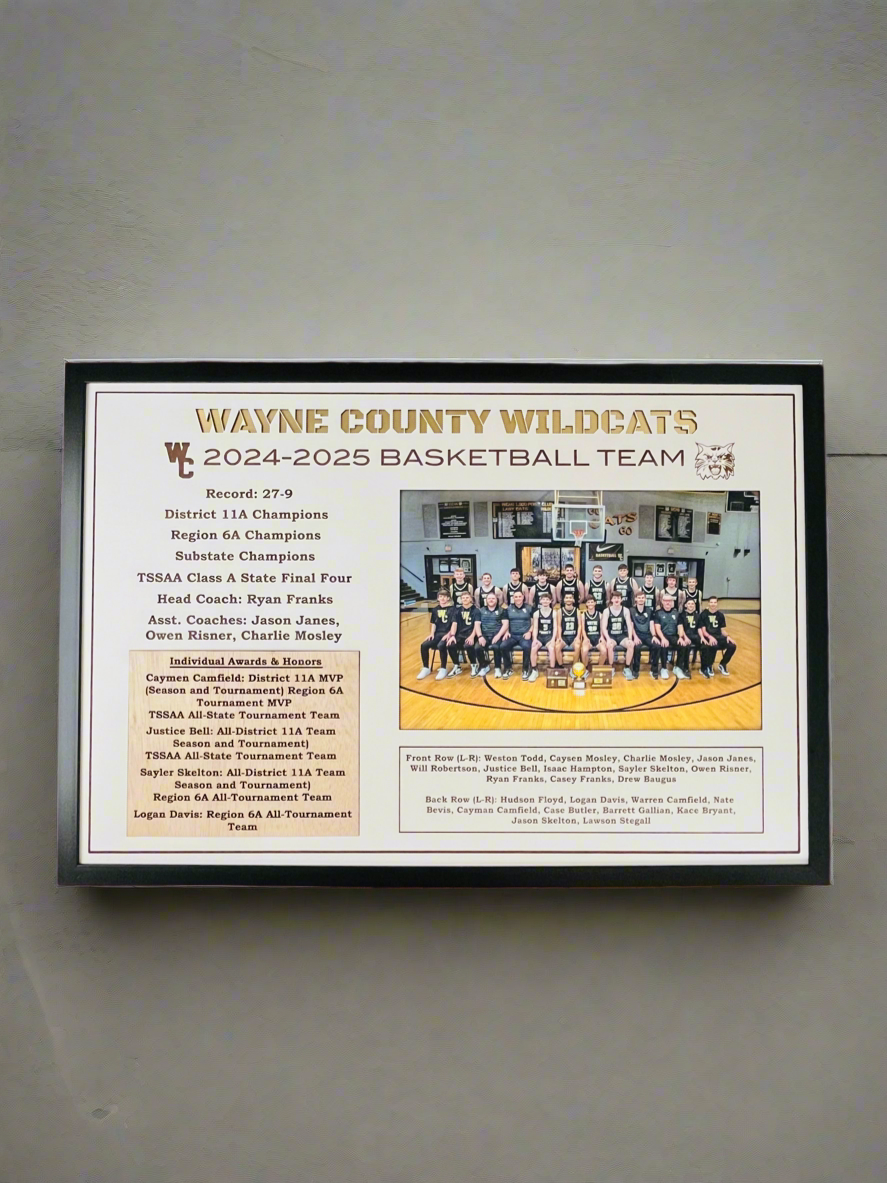 WAYNE COUNTY WILDCATS
WC 2024-2025 BASKETBALL TEAM
Record: 27-9
District 11A Champions
Region 6A Champions
Substate Champions
TSSAA Class A State Final Four
Head Coach: Ryan Franks
Asst. Coaches: Jason Janes,
Owen Risner, Charlie Mosley
Individual Awards & Honors
Caymen Camfield: District 11A MVP
(Season and Tournament) Region 6A
Tournament MVP
TSSAA All-State Tournament Team
Justice Bell: All-District 11A Team
Season and Tournament)
TSSAA All-State Tournament Team
Sayler Skelton: All-District 11A Team
Season and Tournament)
Region 6A All-Tournament Team
Logan Davis: Region 6A All-Tournament
Team
Front Row (L-R): Weston Todd, Caysen Mosley, Charlie Mosley, Jason Janes,
Will Robertson, Justice Bell, Isaac Hampton, Sayler Skelton, Owen Risner,
Ryan Franks, Casey Franks, Drew Baugus
Back Row (L-R): Hudson Floyd, Logan Davis, Warren Camfield, Nate
Bevis, Cayman Camfield, Case Butler, Barrett Gallian, Kace Bryant,
Jason Skelton, Lawson Stegall